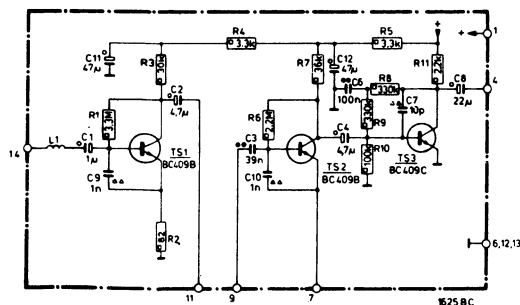 R4
3.3k
R5
3.3k
+
+
1
C11
47µ
R3
30k
R7
36k
C12
47µ
C6
100n
R8
330k
R11
2.2k
C8
22µ
4
C2
4.7µ
C7
10p
R1
3.3M
R6
2.2M
R9
330k
C4
4.7µ
R10
100k
14
L1
C1
1µ
TS1
BC409B
C3
39n
TS2
BC409B
TS3
BC409C
C9
1n
C10
1n
R2
82
6,12,13
11
9
7
1625 BC